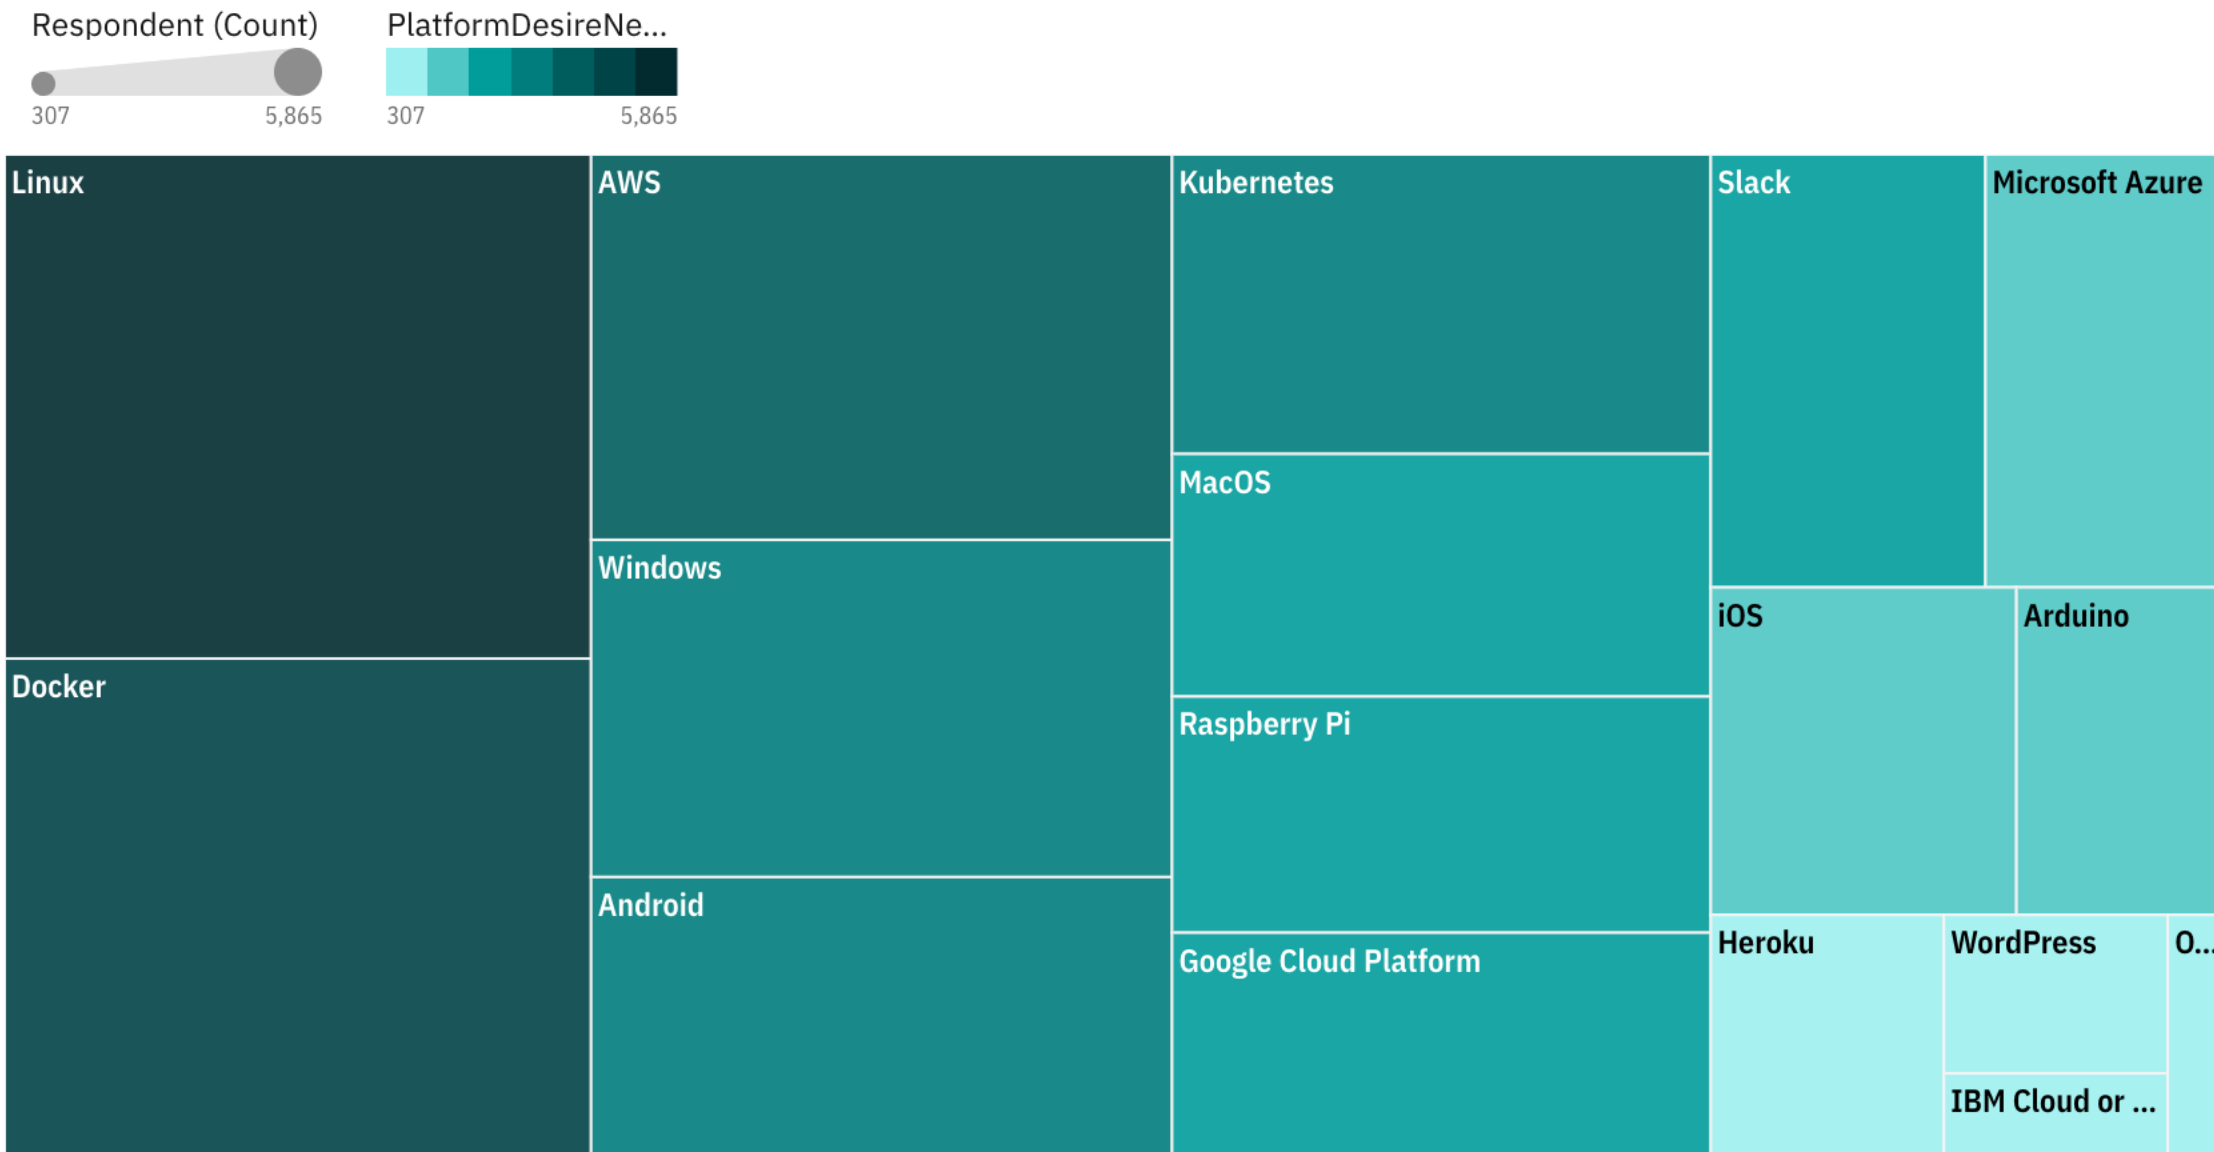 Respondent (Count)
307
5,865
PlatformDesireNe...
307
5,865
Linux
Docker
AWS
Windows
Android
Kubernetes
MacOS
Raspberry Pi
Google Cloud Platform
Slack
Microsoft Azure
iOS
Arduino
Heroku
WordPress
O...
IBM Cloud or ...